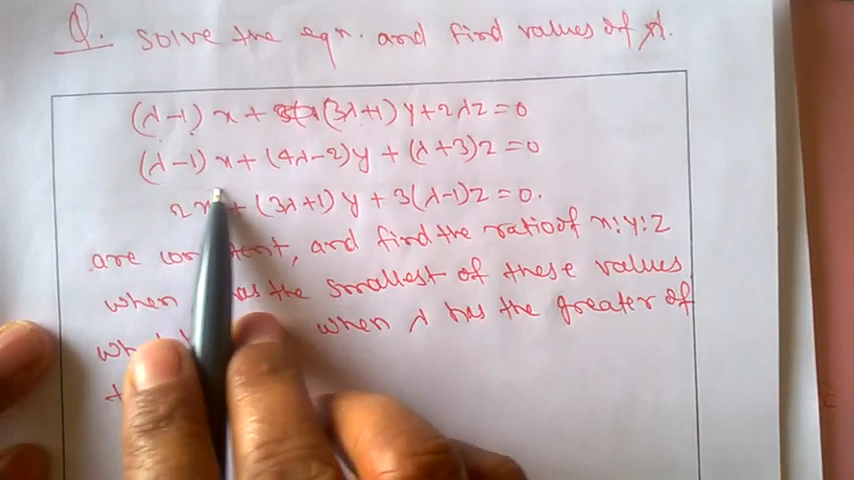 Q. Solve the eqn. and find values of λ.
(λ-1) x + (3λ+1) y + 2λz = 0
(λ-1) x + (4λ-2)y + (λ+3)z = 0
2x + (3λ+1) y + 3(λ-1)z = 0.
are, and find the ratio of x:y:z
when has the smallest of these values
when λ has the greater of